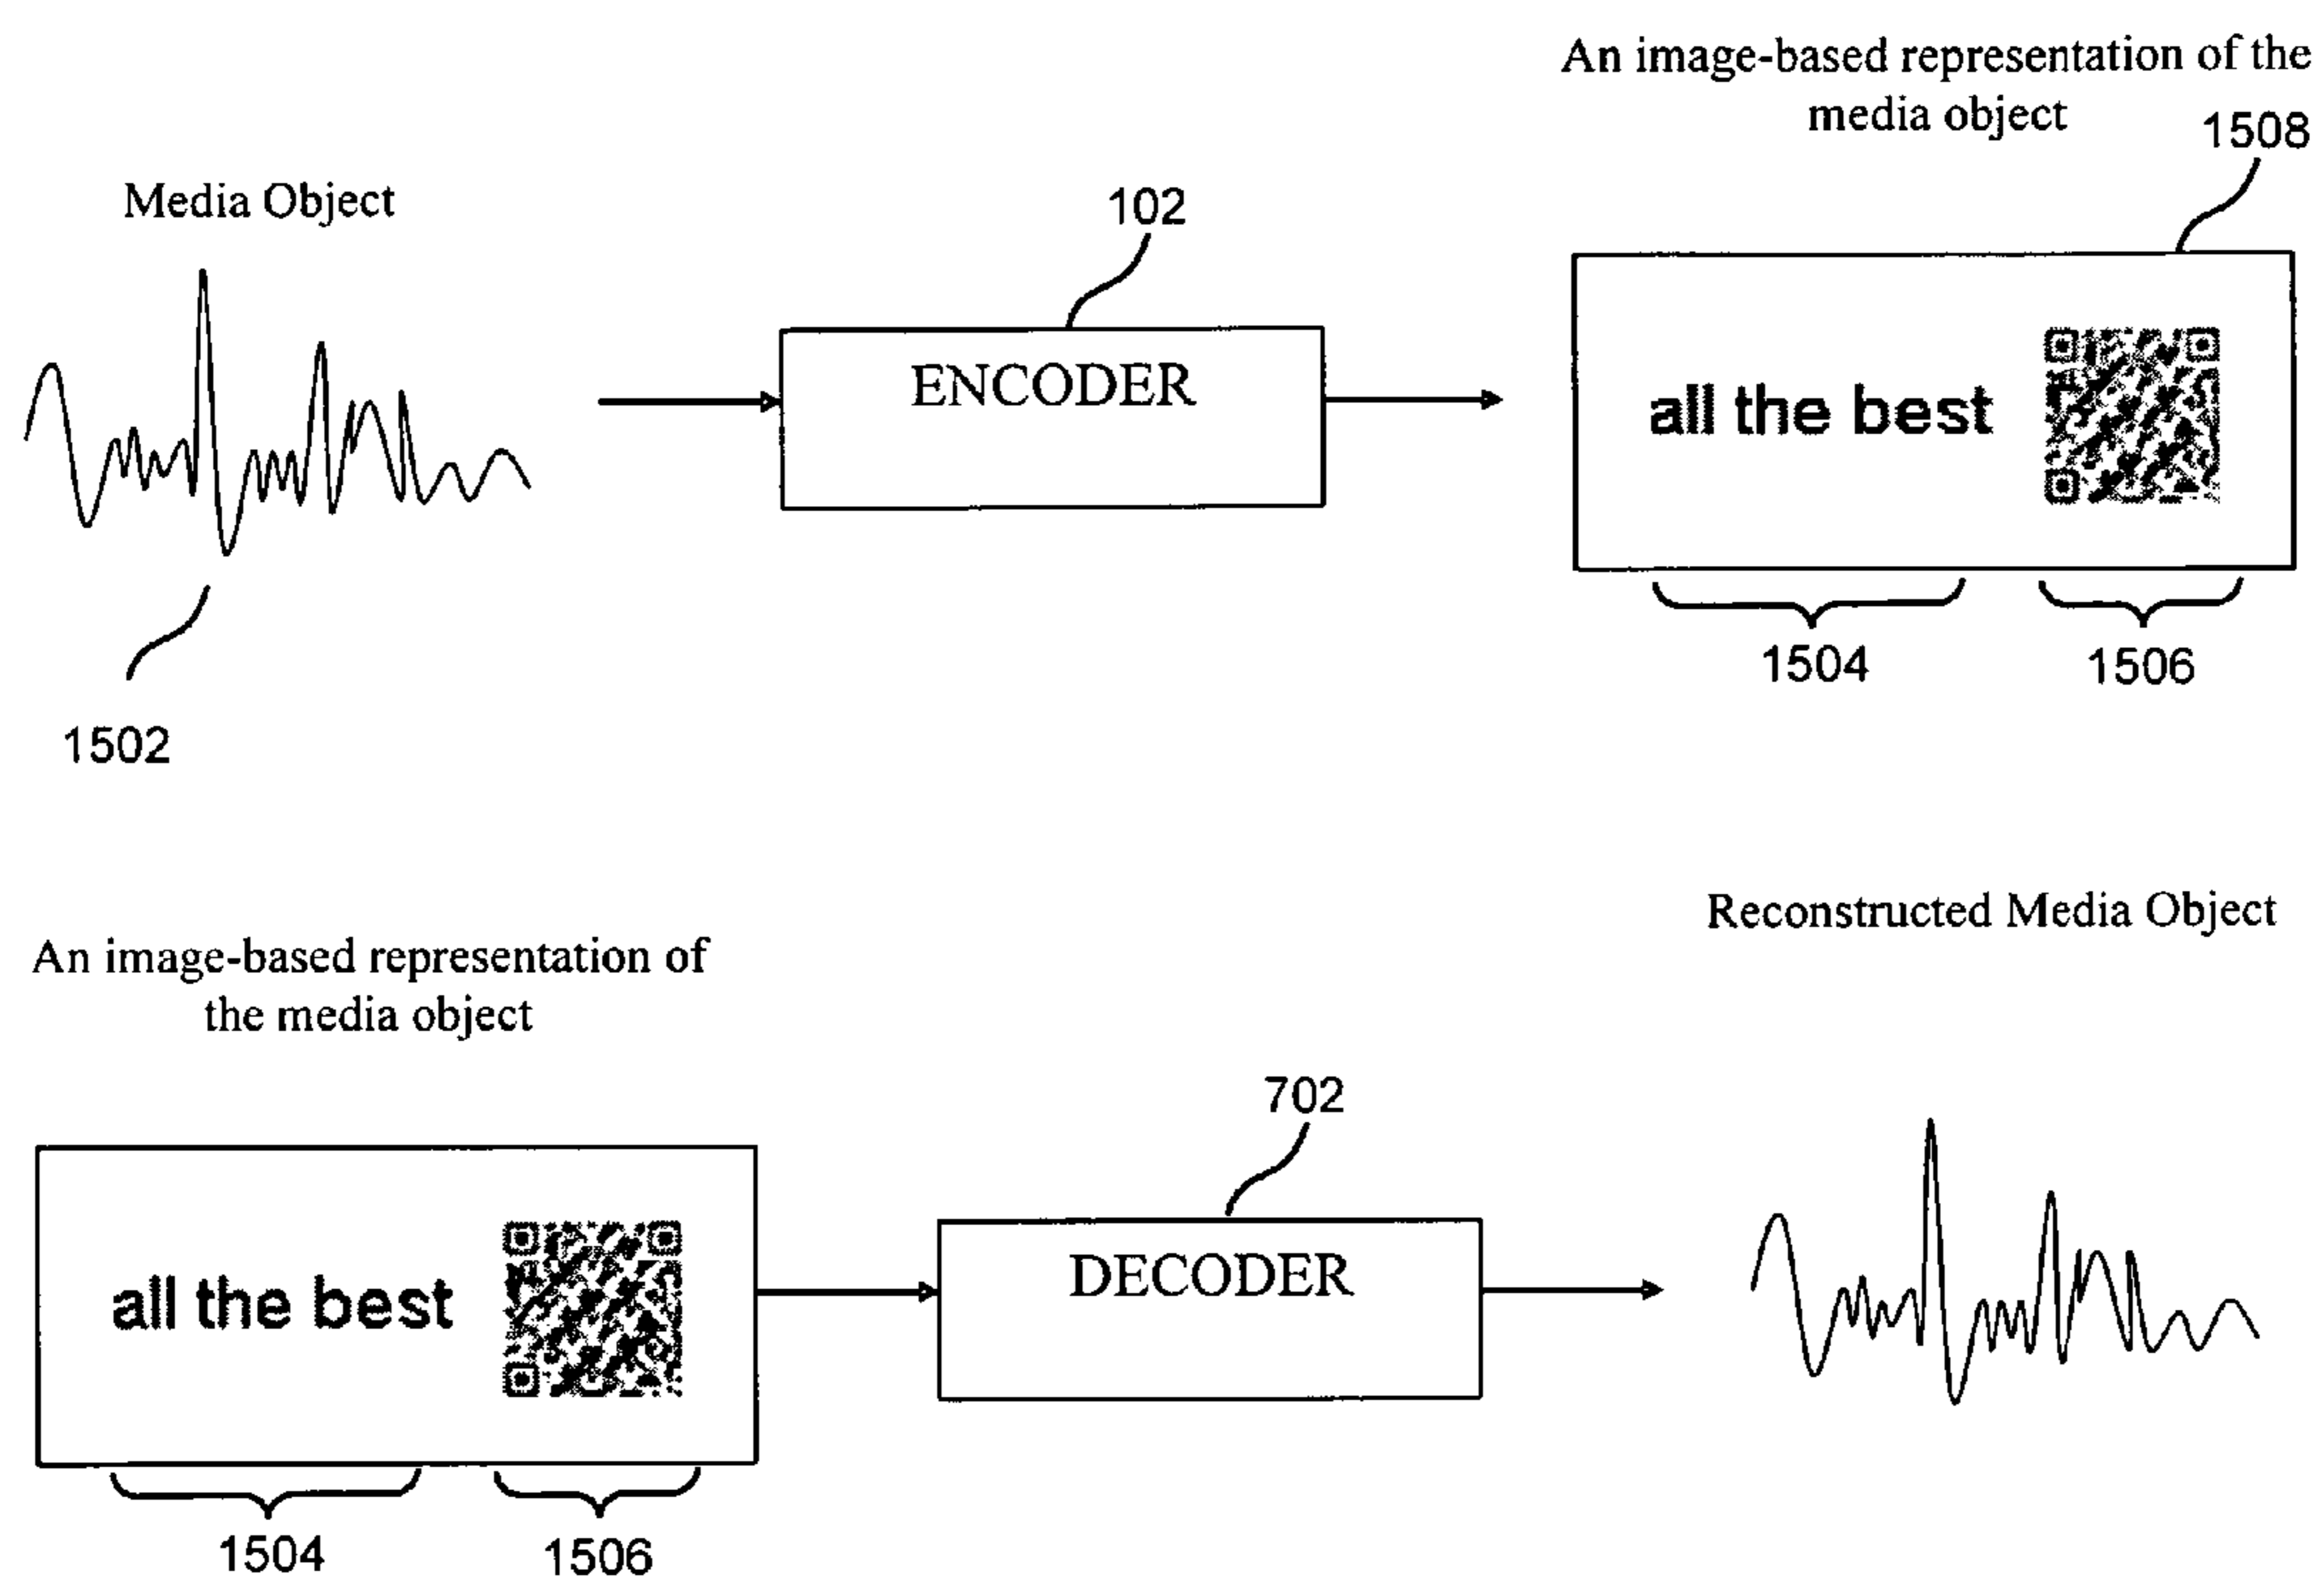 An image-based representation of the
media object
1508
Media Object
102
ENCODER
all the best
1504
1506
1502
Reconstructed Media Object
An image-based representation of
the media object
702
DECODER
all the best
1504
1506